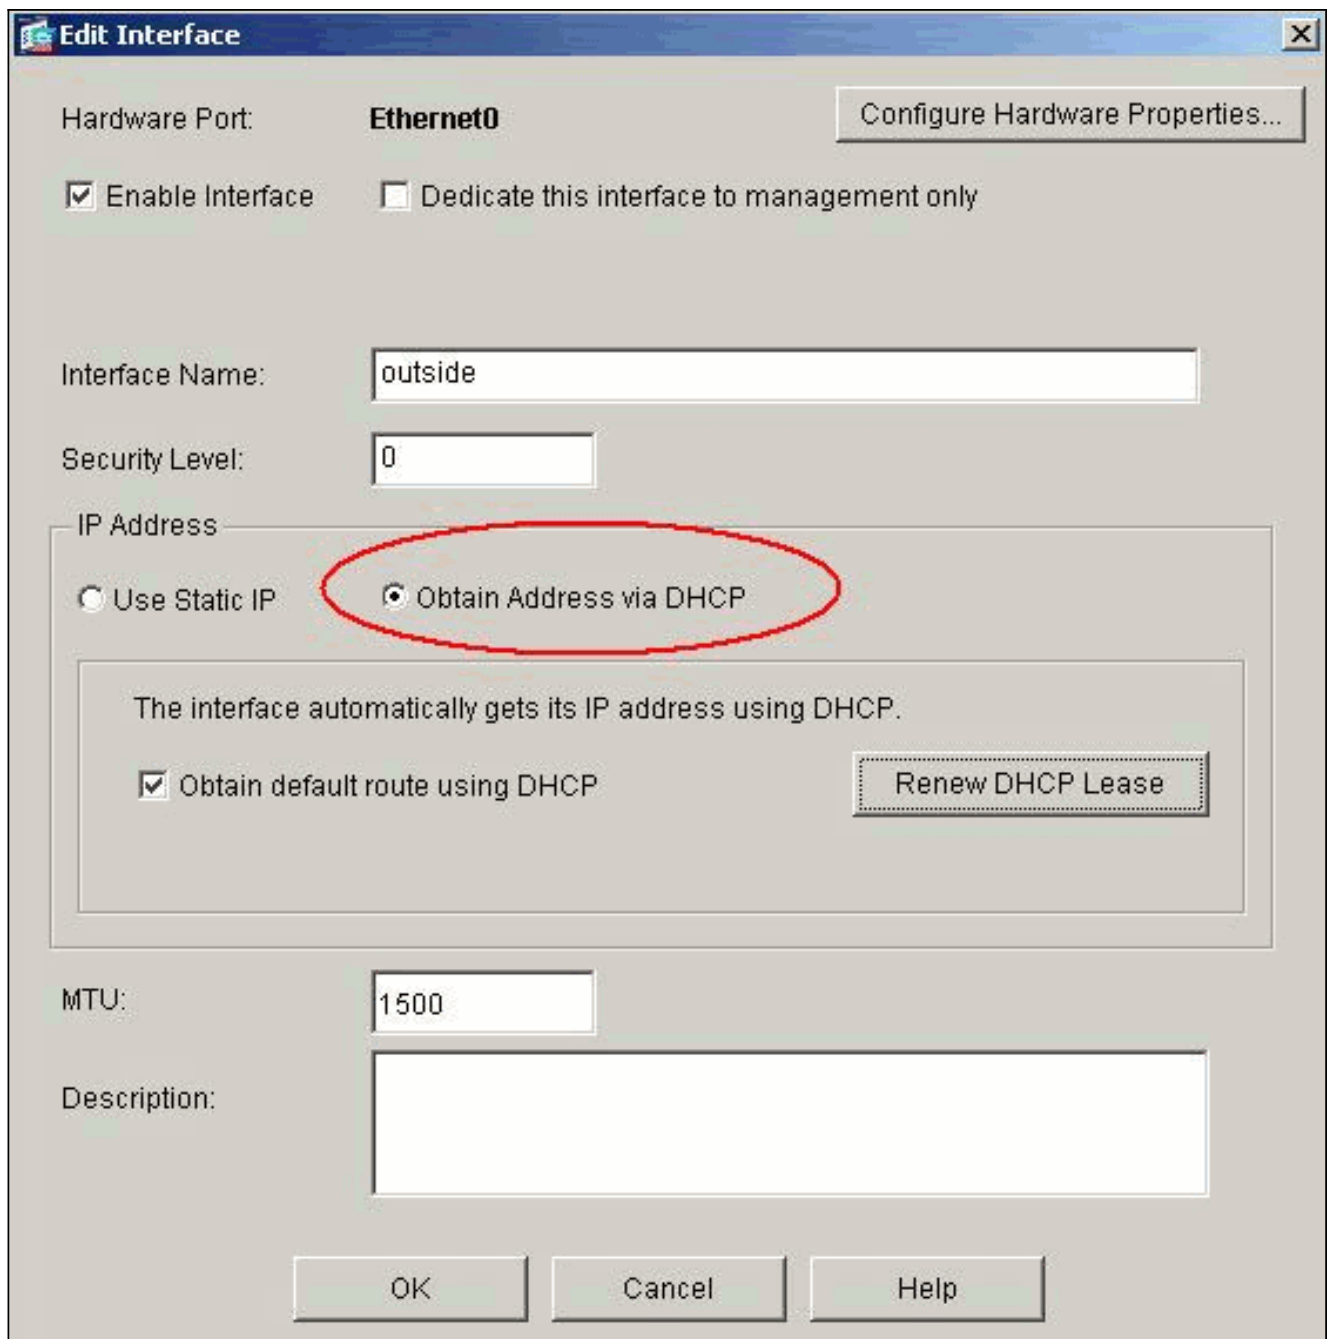 Edit Interface
Hardware Port: Ethernet0 Configure Hardware Properties...
Enable Interface Dedicate this interface to management only
Interface Name: outside
Security Level: 0
IP Address
Use Static IP Obtain Address via DHCP
The interface automatically gets its IP address using DHCP.
Obtain default route using DHCP Renew DHCP Lease
MTU: 1500
Description:
OK Cancel Help